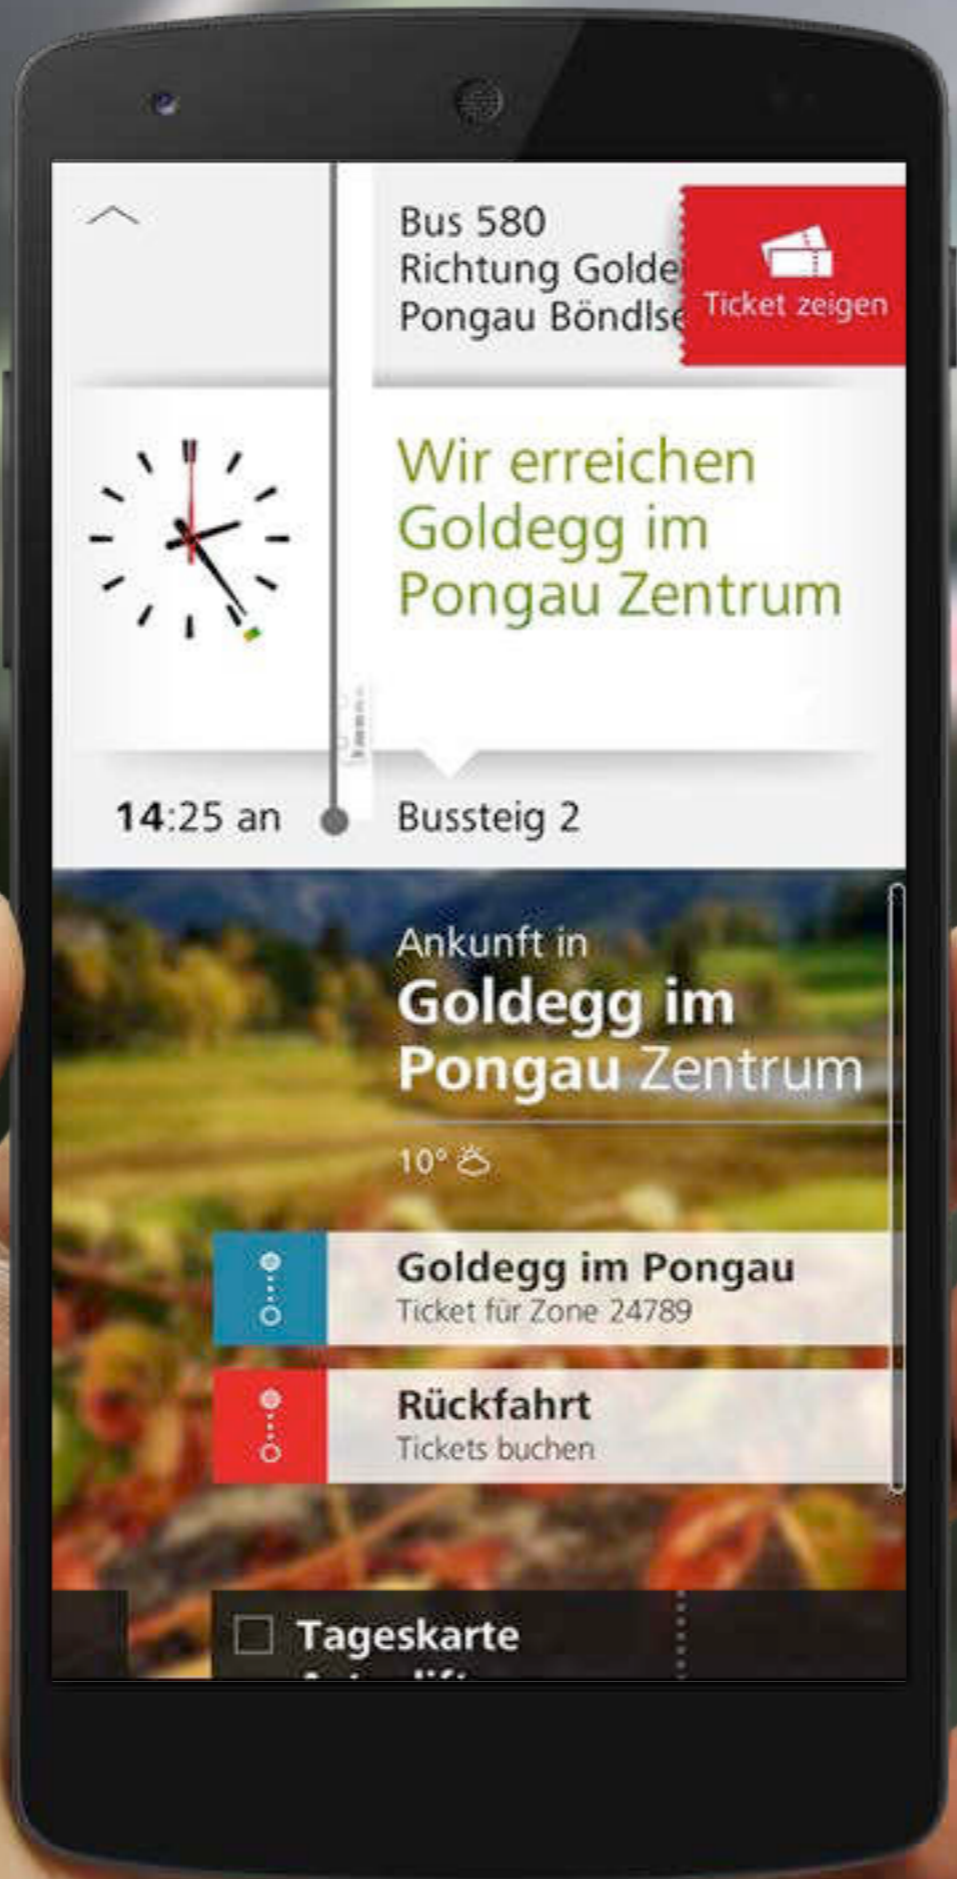 Bus 580
Richtung Golde
Pongau Böndlse
Ticket zeigen
Wir erreichen
Goldegg im
Pongau Zentrum
14:25 an
Bussteig 2
Ankunft in
Goldegg im
Pongau Zentrum
10°
Goldegg im Pongau
Ticket für Zone 24789
Rückfahrt
Tickets buchen
Tageskarte